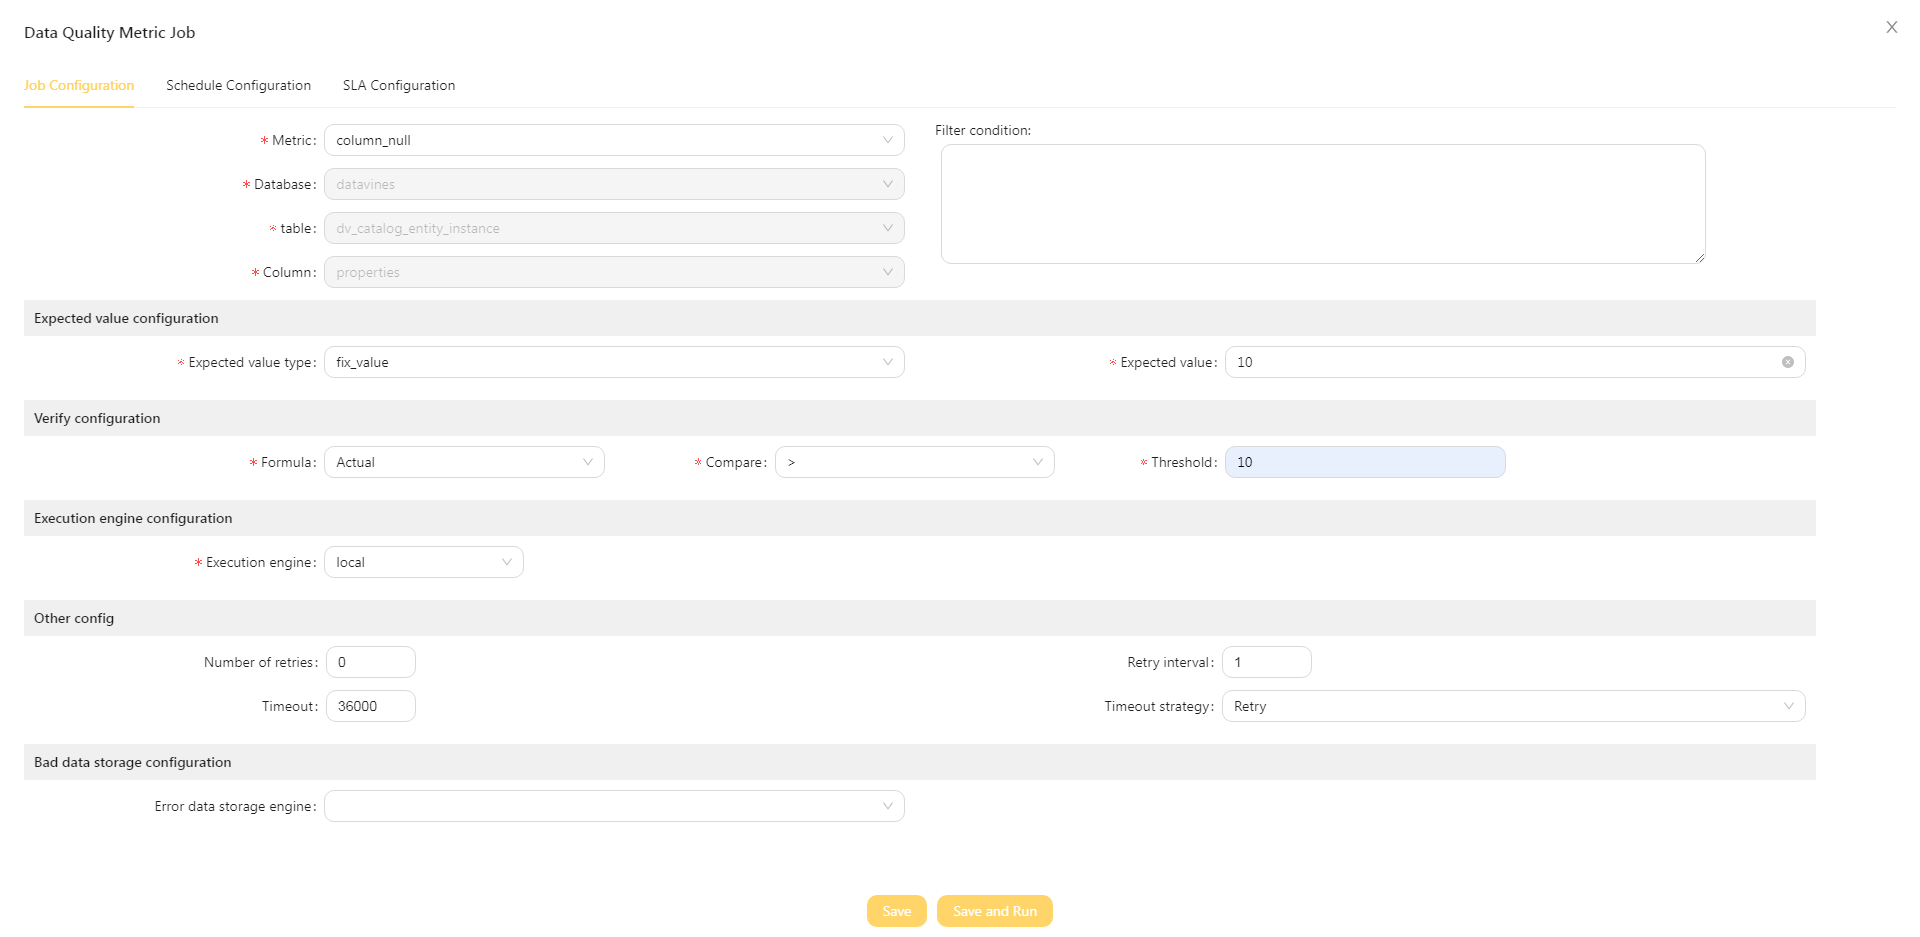 Data Quality Metric Job
Job Configuration Schedule Configuration SLA Configuration
* Metric: column_null
Filter condition:
* Database: datavines
* table: dv_catalog_entity_instance
* Column: properties
Expected value configuration
* Expected value type: fix_value * Expected value: 10
Verify configuration
* Formula: Actual * Compare: > * Threshold: 10
Execution engine configuration
* Execution engine: local
Other config
Number of retries: 0 Retry interval: 1
Timeout: 36000 Timeout strategy: Retry
Bad data storage configuration
Error data storage engine:
Save Save and Run